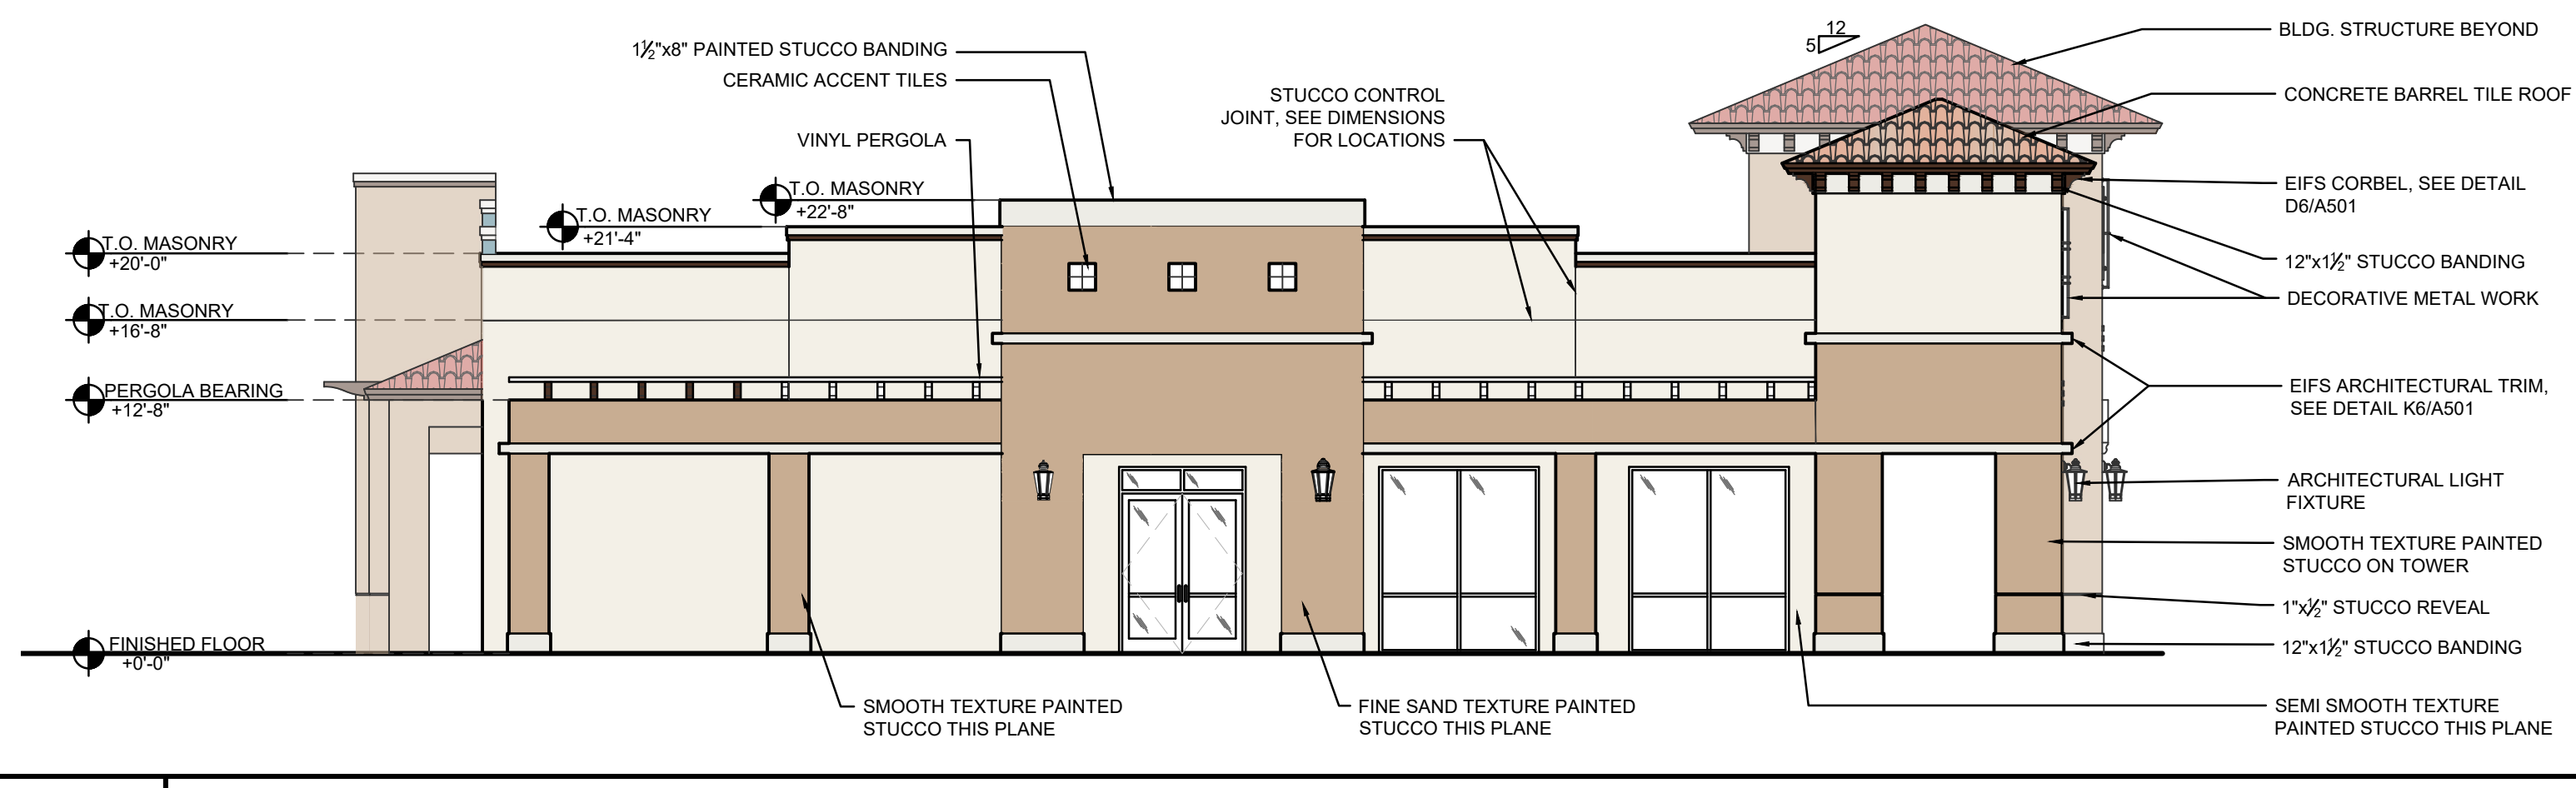 1½"x8" PAINTED STUCCO BANDING
CERAMIC ACCENT TILES
VINYL PERGOLA
STUCCO CONTROL
JOINT, SEE DIMENSIONS
FOR LOCATIONS
12
5
T.O. MASONRY
+22'-8"
T.O. MASONRY
+21'-4"
T.O. MASONRY
+20'-0"
T.O. MASONRY
+16'-8"
PERGOLA BEARING
+12'-8"
FINISHED FLOOR
+0'-0"
BLDG. STRUCTURE BEYOND
CONCRETE BARREL TILE ROOF
EIFS CORBEL, SEE DETAIL
D6/A501
12"x1½" STUCCO BANDING
DECORATIVE METAL WORK
EIFS ARCHITECTURAL TRIM,
SEE DETAIL K6/A501
ARCHITECTURAL LIGHT
FIXTURE
SMOOTH TEXTURE PAINTED
STUCCO ON TOWER
1"x½" STUCCO REVEAL
12"x1½" STUCCO BANDING
SMOOTH TEXTURE PAINTED
STUCCO THIS PLANE
FINE SAND TEXTURE PAINTED
STUCCO THIS PLANE
SEMI SMOOTH TEXTURE
PAINTED STUCCO THIS PLANE